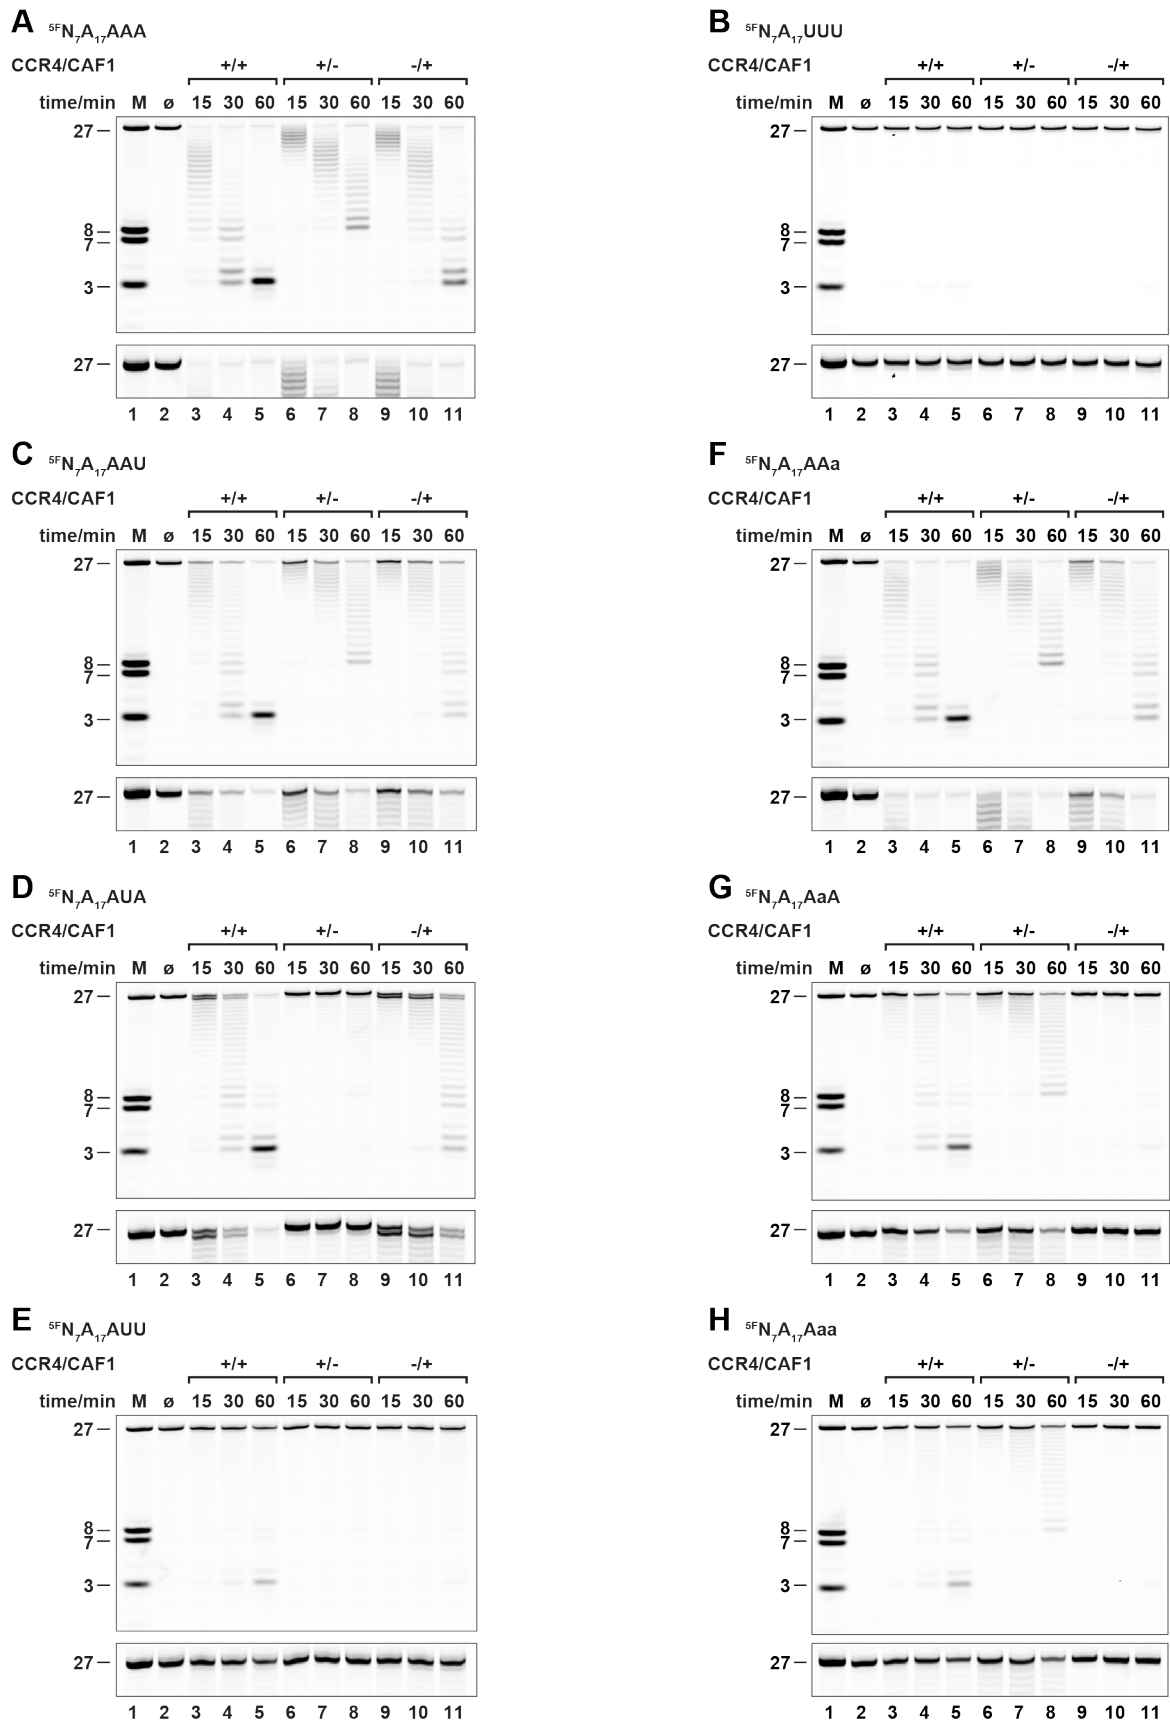 A 5FN7A17AAA
CCR4/CAF1 +/+ +/- -/+
time/min M ø 15 30 60 15 30 60 15 30 60
27
8
7
3
27
1 2 3 4 5 6 7 8 9 10 11
B 5FN7A17UUU
CCR4/CAF1 +/+ +/- -/+
time/min M ø 15 30 60 15 30 60 15 30 60
27
8
7
3
27
1 2 3 4 5 6 7 8 9 10 11
C 5FN7A17AAU
CCR4/CAF1 +/+ +/- -/+
time/min M ø 15 30 60 15 30 60 15 30 60
27
8
7
3
27
1 2 3 4 5 6 7 8 9 10 11
F 5FN7A17AAa
CCR4/CAF1 +/+ +/- -/+
time/min M ø 15 30 60 15 30 60 15 30 60
27
8
7
3
27
1 2 3 4 5 6 7 8 9 10 11
D 5FN7A17AUA
CCR4/CAF1 +/+ +/- -/+
time/min M ø 15 30 60 15 30 60 15 30 60
27
8
7
3
27
1 2 3 4 5 6 7 8 9 10 11
G 5FN7A17AaA
CCR4/CAF1 +/+ +/- -/+
time/min M ø 15 30 60 15 30 60 15 30 60
27
8
7
3
27
1 2 3 4 5 6 7 8 9 10 11
E 5FN7A17AUU
CCR4/CAF1 +/+ +/- -/+
time/min M ø 15 30 60 15 30 60 15 30 60
27
8
7
3
27
1 2 3 4 5 6 7 8 9 10 11
H 5FN7A17Aaa
CCR4/CAF1 +/+ +/- -/+
time/min M ø 15 30 60 15 30 60 15 30 60
27
8
7
3
27
1 2 3 4 5 6 7 8 9 10 11